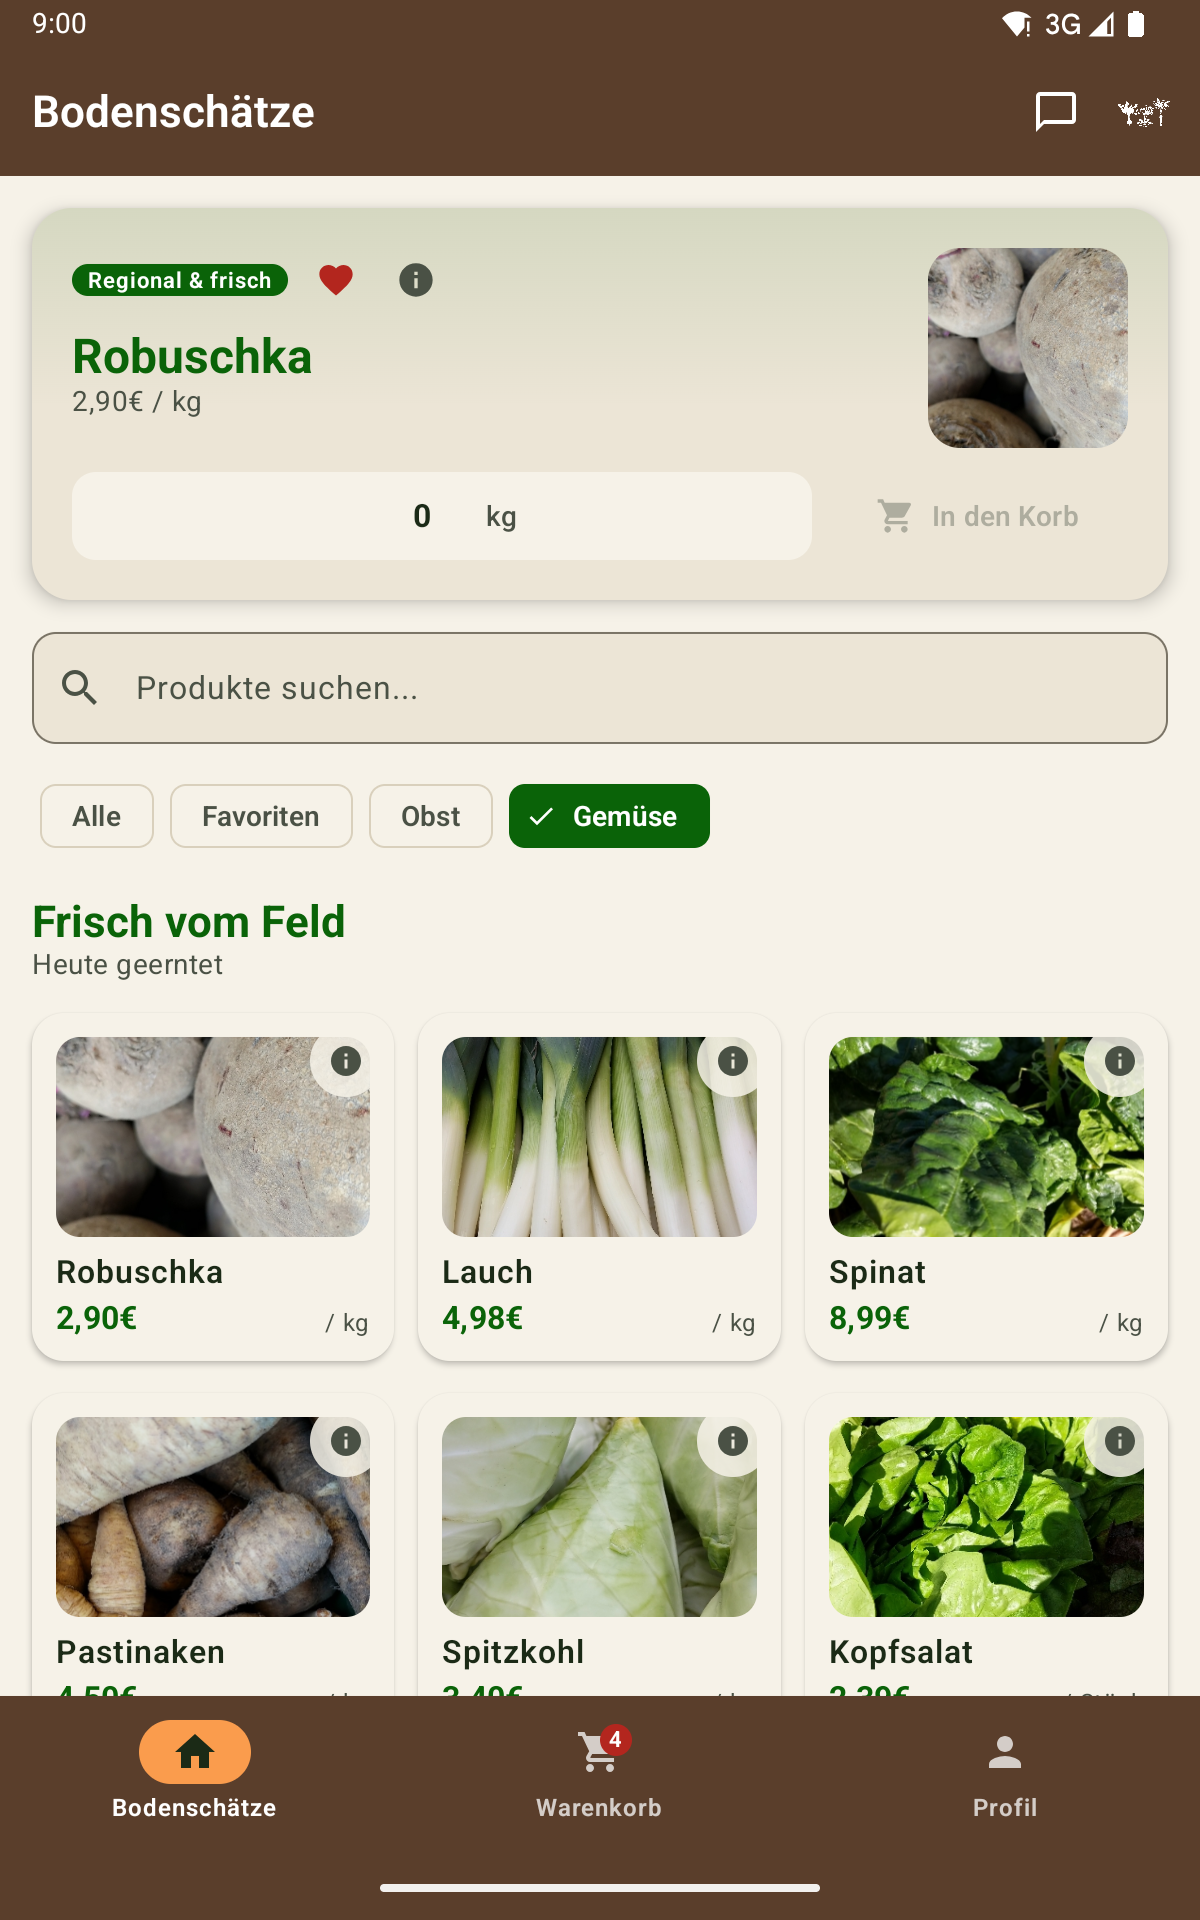 9:00
3G
Bodenschätze
Regional & frisch
Robuschka
2,90€ / kg
0 kg
In den Korb
Produkte suchen...
Alle
Favoriten
Obst
Gemüse
Frisch vom Feld
Heute geerntet
Robuschka
2,90€ / kg
Lauch
4,98€ / kg
Spinat
8,99€ / kg
Pastinaken
Spitzkohl
Kopfsalat
4
Bodenschätze
Warenkorb
Profil